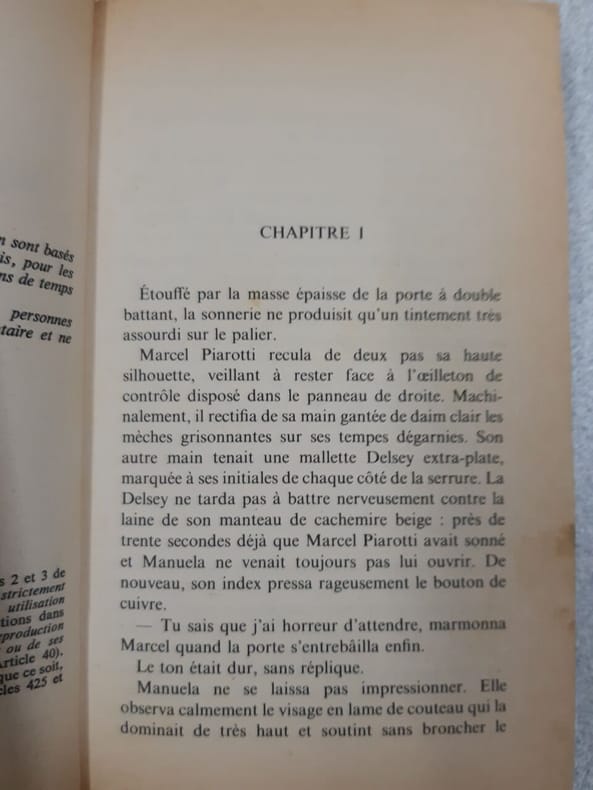 n sont basés
is, pour les
ns de temps
personnes
taire et ne
s 2 et 3 de
strictement
utilisation
tions dans
eproduction
ou de ses
Article 40).
que ce soit,
cles 425 et
CHAPITRE I
Étouffé par la masse épaisse de la porte à double
battant, la sonnerie ne produisit qu'un tintement très
assourdi sur le palier.
Marcel Piarotti recula de deux pas sa haute
silhouette, veillant à rester face à l'œilleton de
contrôle disposé dans le panneau de droite. Machi-
nalement, il rectifia de sa main gantée de daim clair les
mèches grisonnantes sur ses tempes dégarnies. Son
autre main tenait une mallette Delsey extra-plate,
marquée à ses initiales de chaque côté de la serrure. La
Delsey ne tarda pas à battre nerveusement contre la
laine de son manteau de cachemire beige : près de
trente secondes déjà que Marcel Piarotti avait sonné
et Manuela ne venait toujours pas lui ouvrir. De
nouveau, son index pressa rageusement le bouton de
cuivre.
— Tu sais que j'ai horreur d'attendre, marmonna
Marcel quand la porte s'entrebâilla enfin.
Le ton était dur, sans réplique.
Manuela ne se laissa pas impressionner. Elle
observa calmement le visage en lame de couteau qui la
dominait de très haut et soutint sans broncher le